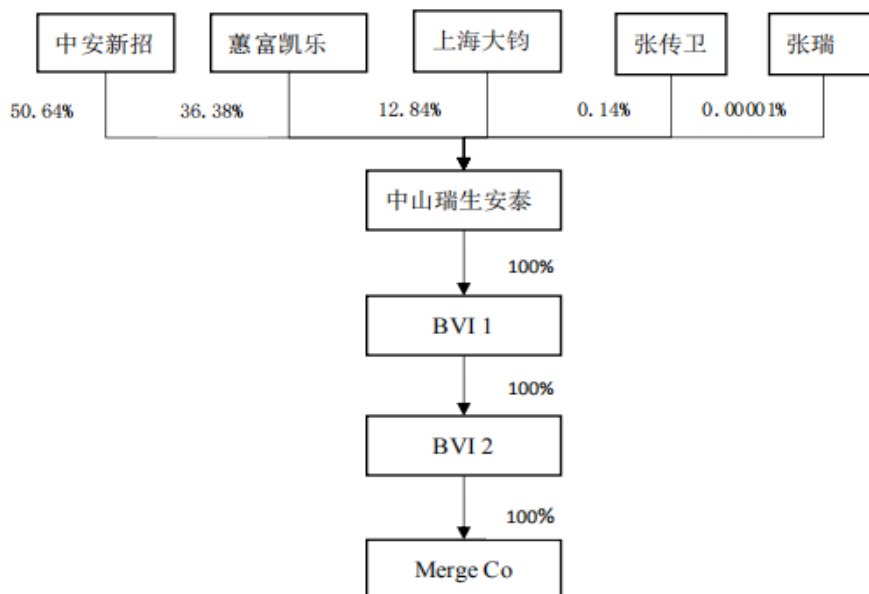 中安新招 蕙富凯乐 上海大钧 张传卫 张瑞
50.64% 36.38% 12.84% 0.14% 0.00001%
中山瑞生安泰
100%
BVI 1
100%
BVI 2
100%
Merge Co